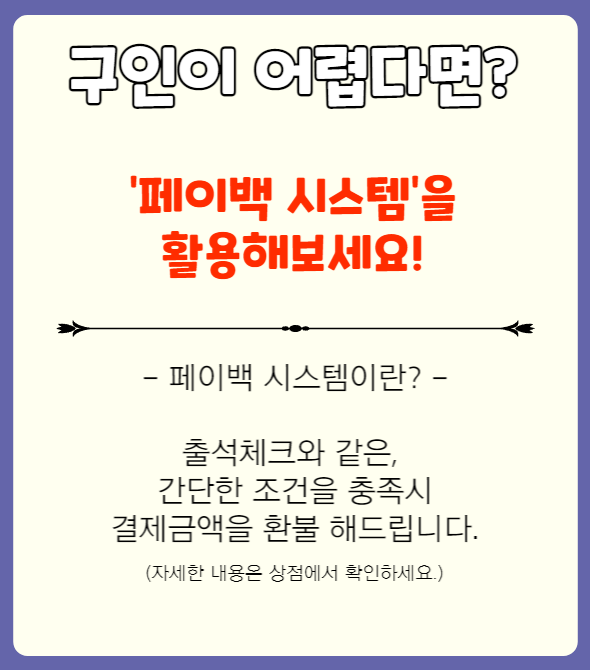 구인이 어렵다면?
'페이백 시스템'을
활용해보세요!
– 페이백 시스템이란? –
출석체크와 같은,
간단한 조건을 충족시
결제금액을 환불 해드립니다.
(자세한 내용은 상점에서 확인하세요.)